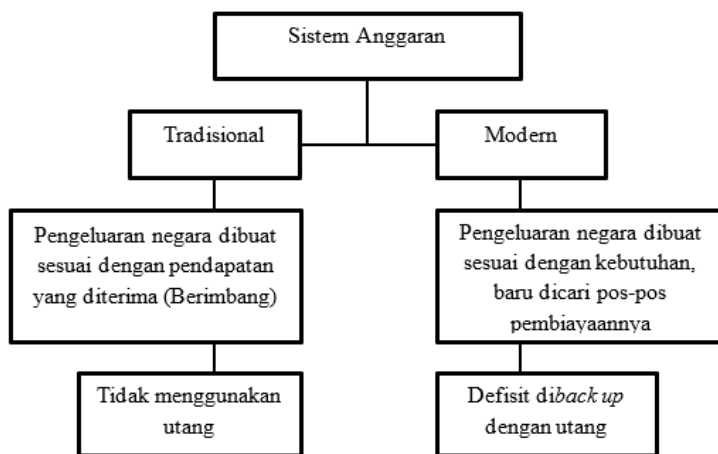 Sistem Anggaran
Tradisional
Modern
Pengeluaran negara dibuat
sesuai dengan pendapatan
yang diterima (Berimbang)
Pengeluaran negara dibuat
sesuai dengan kebutuhan,
baru dicari pos-pos
pembiayaannya
Tidak menggunakan
utang
Defisit diback up
dengan utang